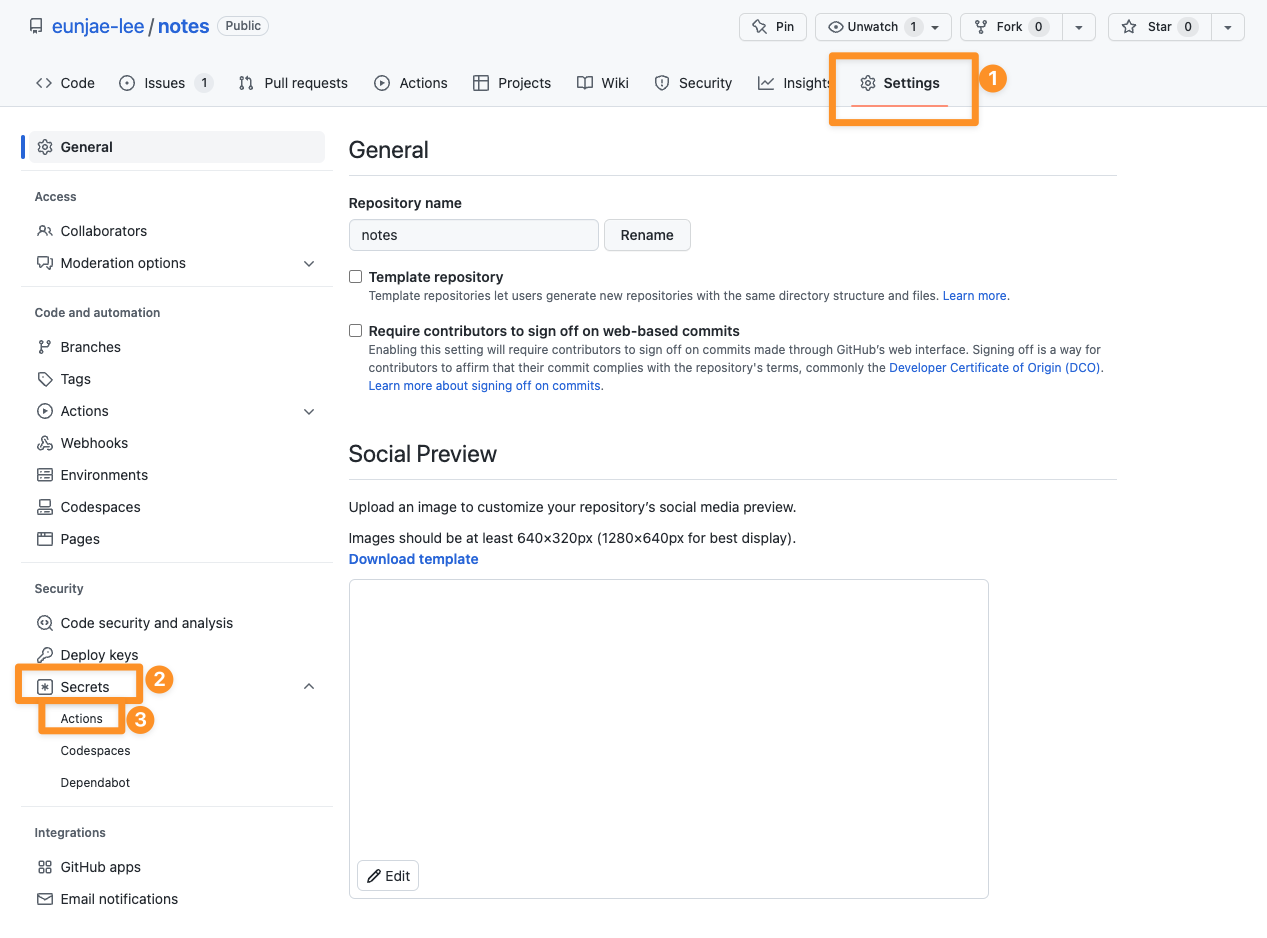 eunjae-lee / notes Public
Pin Unwatch 1 Fork 0 Star 0
Code Issues 1 Pull requests Actions Projects Wiki Security Insights Settings 1
General
Access
Collaborators
Moderation options
Code and automation
Branches
Tags
Actions
Webhooks
Environments
Codespaces
Pages
Security
Code security and analysis
Deploy keys
Secrets 2
Actions 3
Codespaces
Dependabot
Integrations
GitHub apps
Email notifications
General
Repository name
notes Rename
Template repository
Template repositories let users generate new repositories with the same directory structure and files. Learn more.
Require contributors to sign off on web-based commits
Enabling this setting will require contributors to sign off on commits made through GitHub’s web interface. Signing off is a way for
contributors to affirm that their commit complies with the repository's terms, commonly the Developer Certificate of Origin (DCO).
Learn more about signing off on commits.
Social Preview
Upload an image to customize your repository’s social media preview.
Images should be at least 640×320px (1280×640px for best display).
Download template
Edit